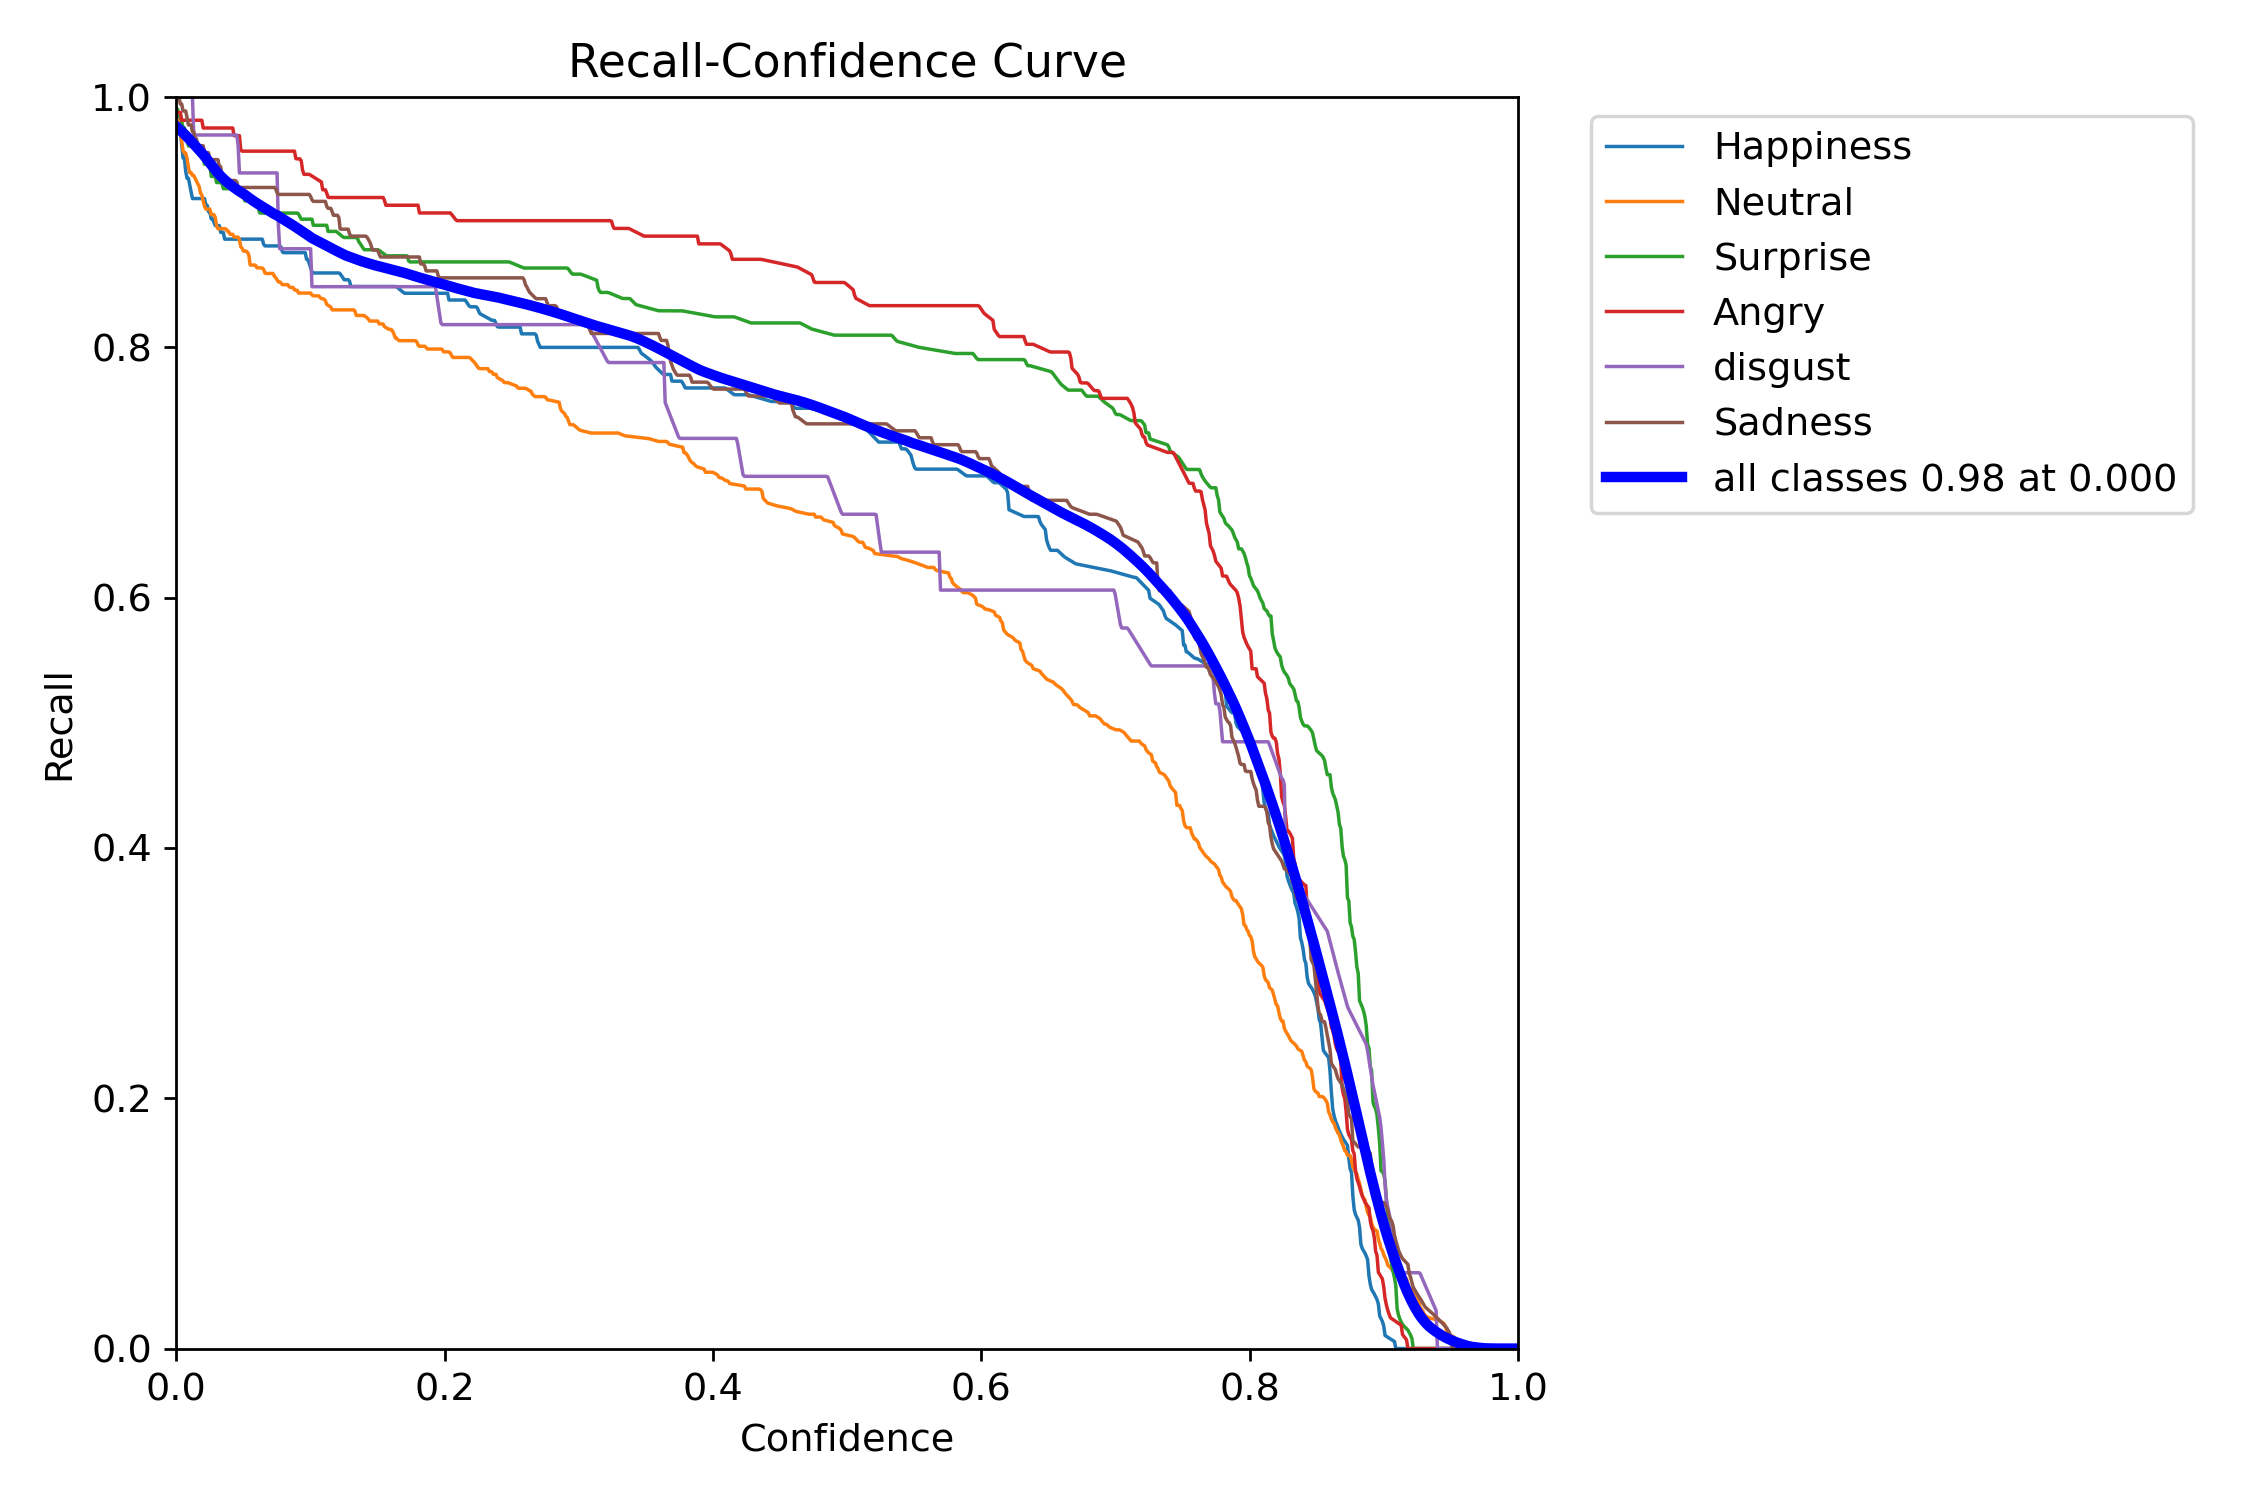 Recall-Confidence Curve
1.0
0.8
0.6
0.4
0.2
0.0
Recall
0.0 0.2 0.4 0.6 0.8 1.0
Confidence
Happiness
Neutral
Surprise
Angry
disgust
Sadness
all classes 0.98 at 0.000